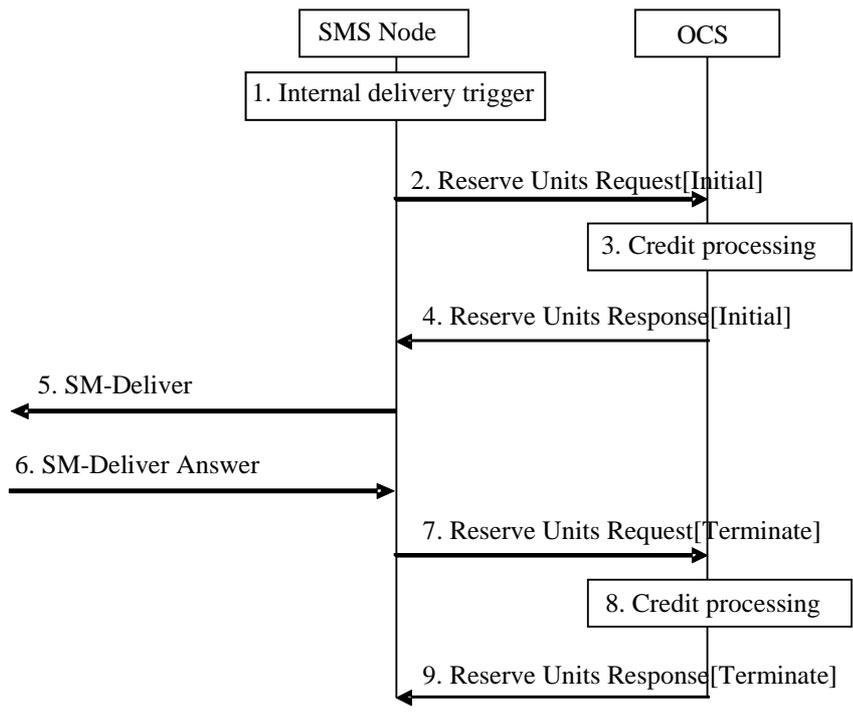 SMS Node
OCS
1. Internal delivery trigger
2. Reserve Units Request[Initial]
3. Credit processing
4. Reserve Units Response[Initial]
5. SM-Deliver
6. SM-Deliver Answer
7. Reserve Units Request[Terminate]
8. Credit processing
9. Reserve Units Response[Terminate]